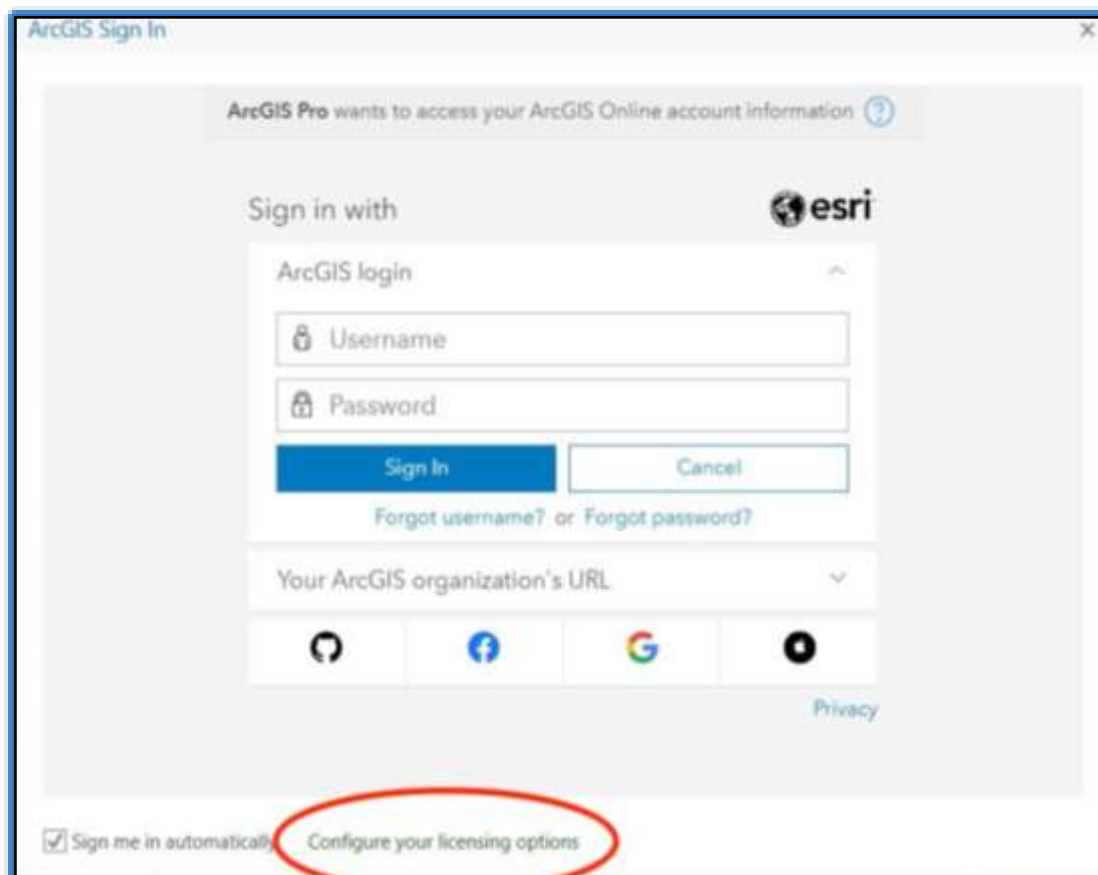 ArcGIS Sign In
ArcGIS Pro wants to access your ArcGIS Online account information ?
Sign in with
esri
ArcGIS login
Username
Password
Sign In Cancel
Forgot username? or Forgot password?
Your ArcGIS organization's URL
Privacy
Sign me in automatically Configure your licensing options